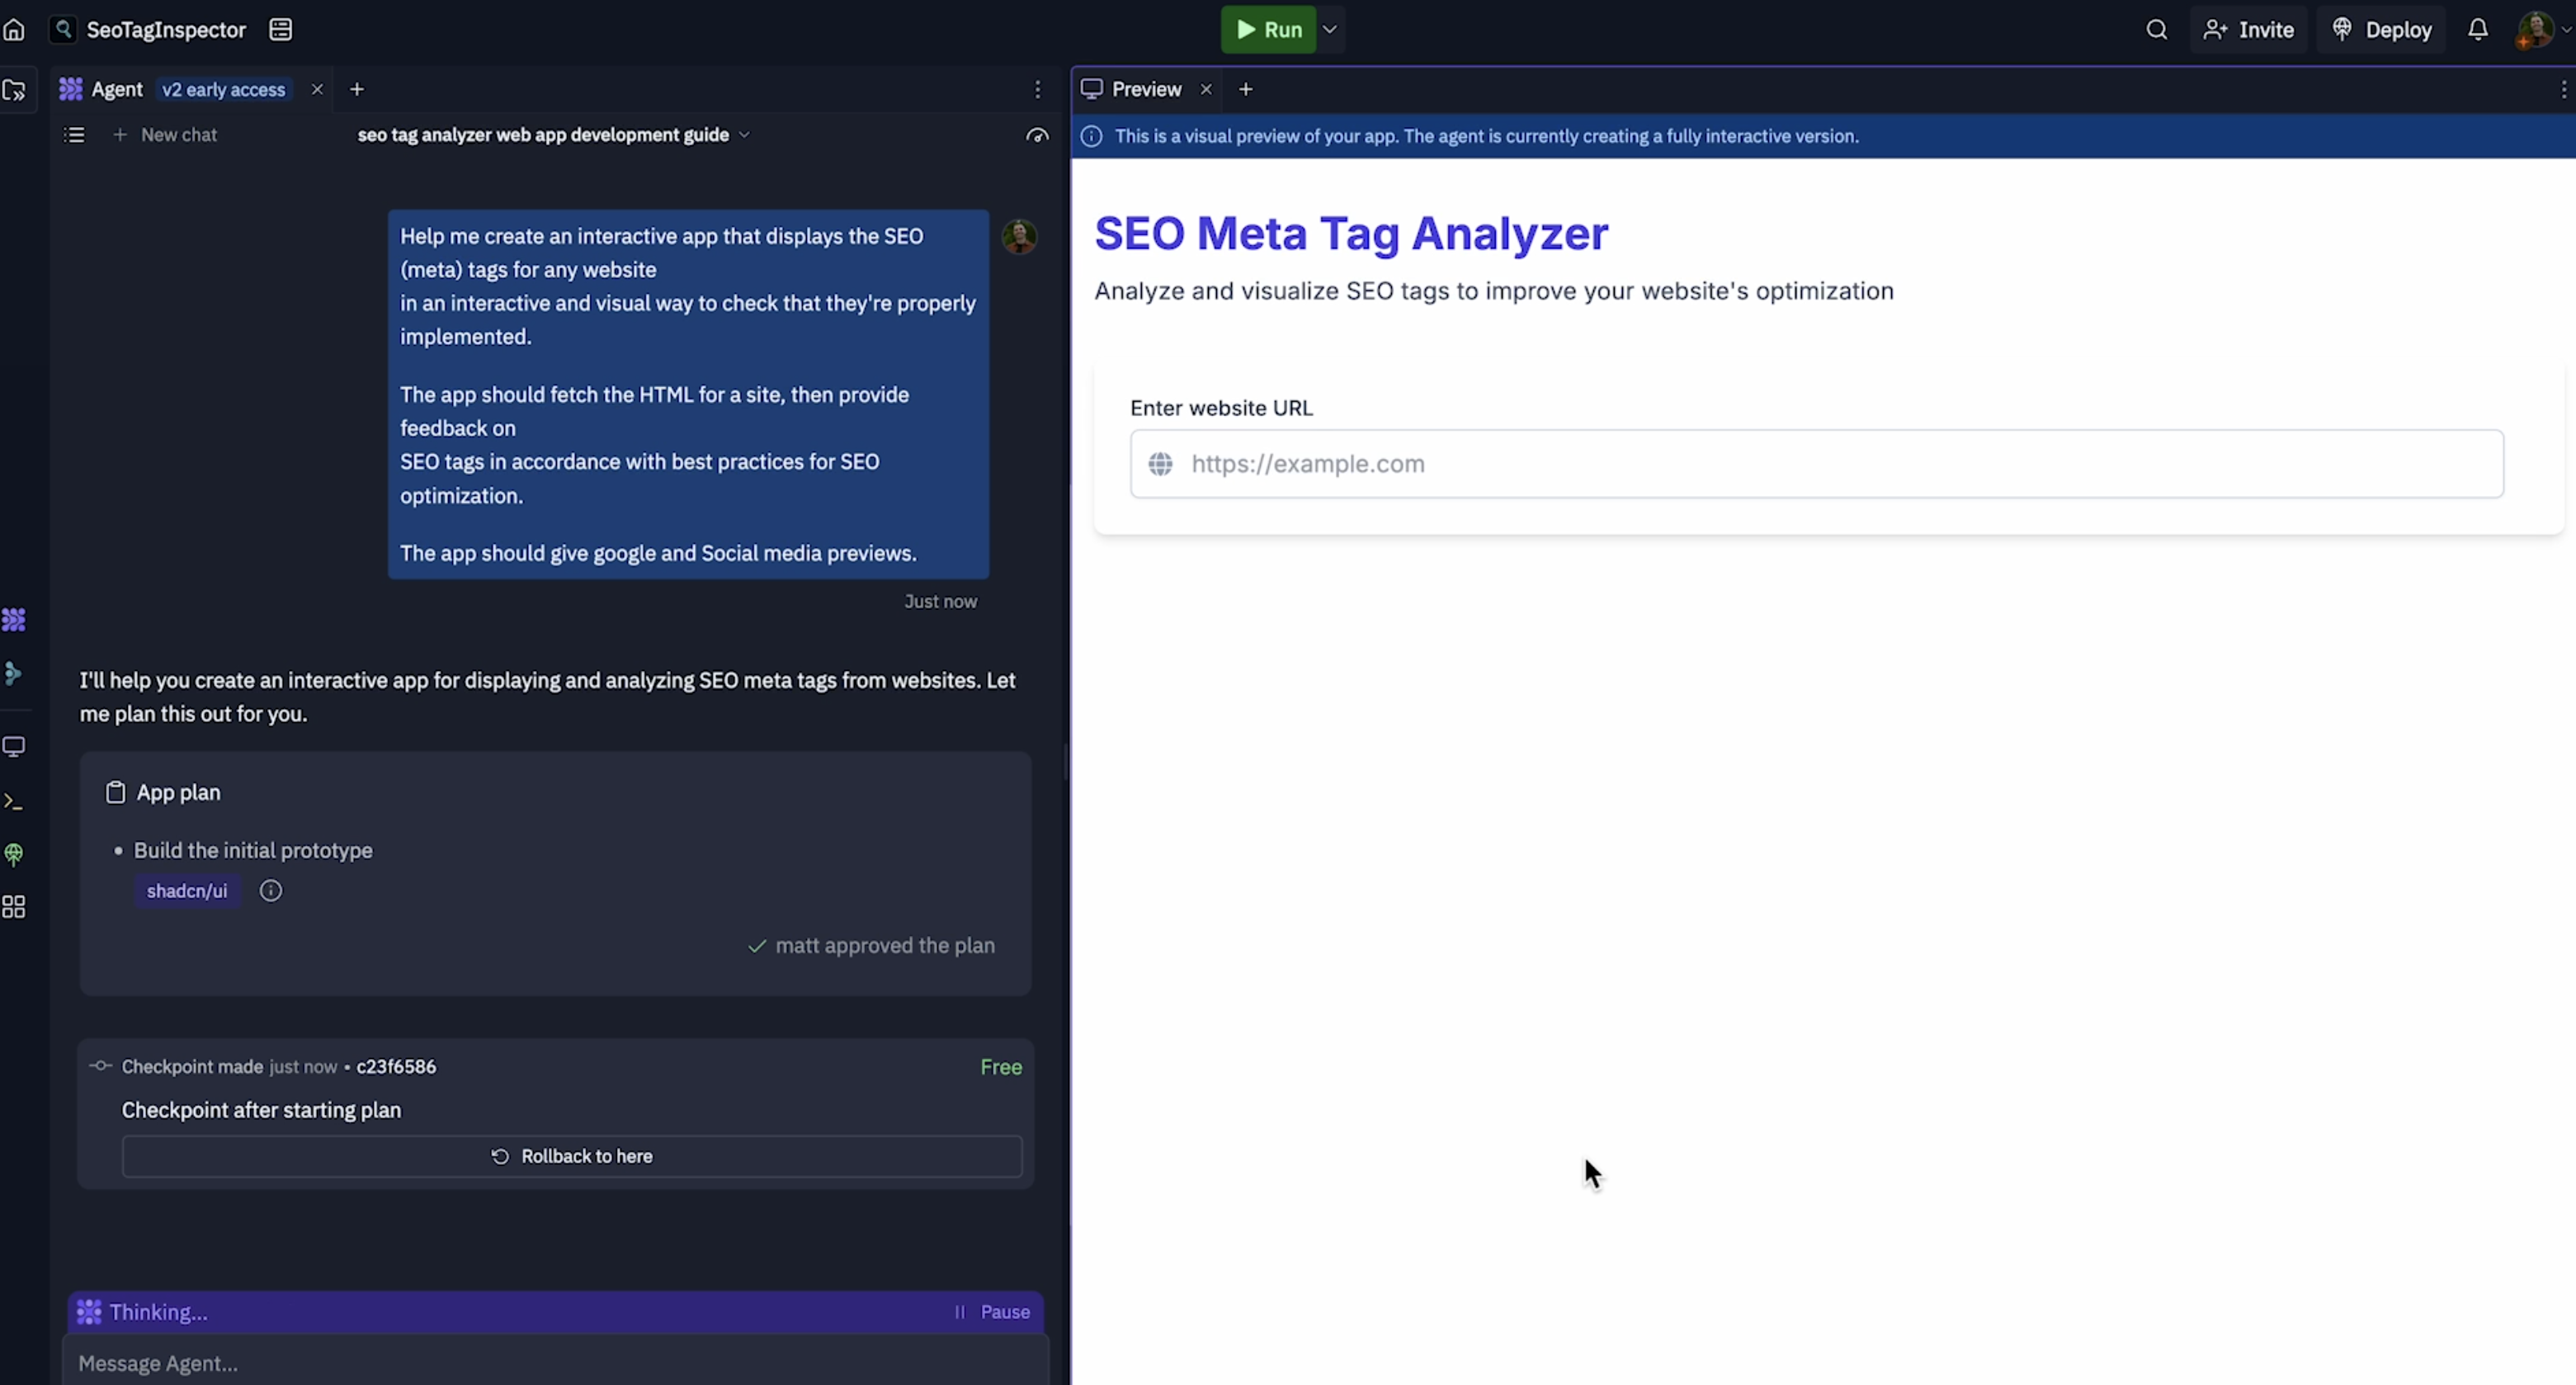 SeoTagInspector
Run
Invite
Deploy
Agent v2 early access
New chat
seo tag analyzer web app development guide
Help me create an interactive app that displays the SEO
(meta) tags for any website
in an interactive and visual way to check that they're properly
implemented.
The app should fetch the HTML for a site, then provide
feedback on
SEO tags in accordance with best practices for SEO
optimization.
The app should give google and Social media previews.
Just now
I'll help you create an interactive app for displaying and analyzing SEO meta tags from websites. Let
me plan this out for you.
App plan
• Build the initial prototype
shadcn/ui
matt approved the plan
Checkpoint made just now • c23f6586
Free
Checkpoint after starting plan
Rollback to here
Thinking...
Pause
Message Agent...
Preview
This is a visual preview of your app. The agent is currently creating a fully interactive version.
SEO Meta Tag Analyzer
Analyze and visualize SEO tags to improve your website's optimization
Enter website URL
https://example.com